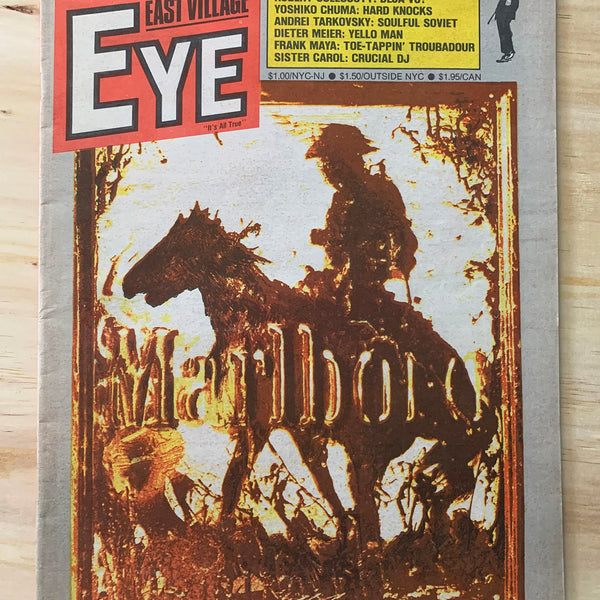 EAST VILLAGE
EYE
"It's All True"
YOSHIKO CHUMA: HARD KNOCKS
ANDREI TARKOVSKY: SOULFUL SOVIET
DIETER MEIER: YELLO MAN
FRANK MAYA: TOE-TAPPIN' TROUBADOUR
SISTER CAROL: CRUCIAL DJ
$1.00/NYC-NJ ● $1.50/OUTSIDE NYC ● $1.95/CAN
Marlboro